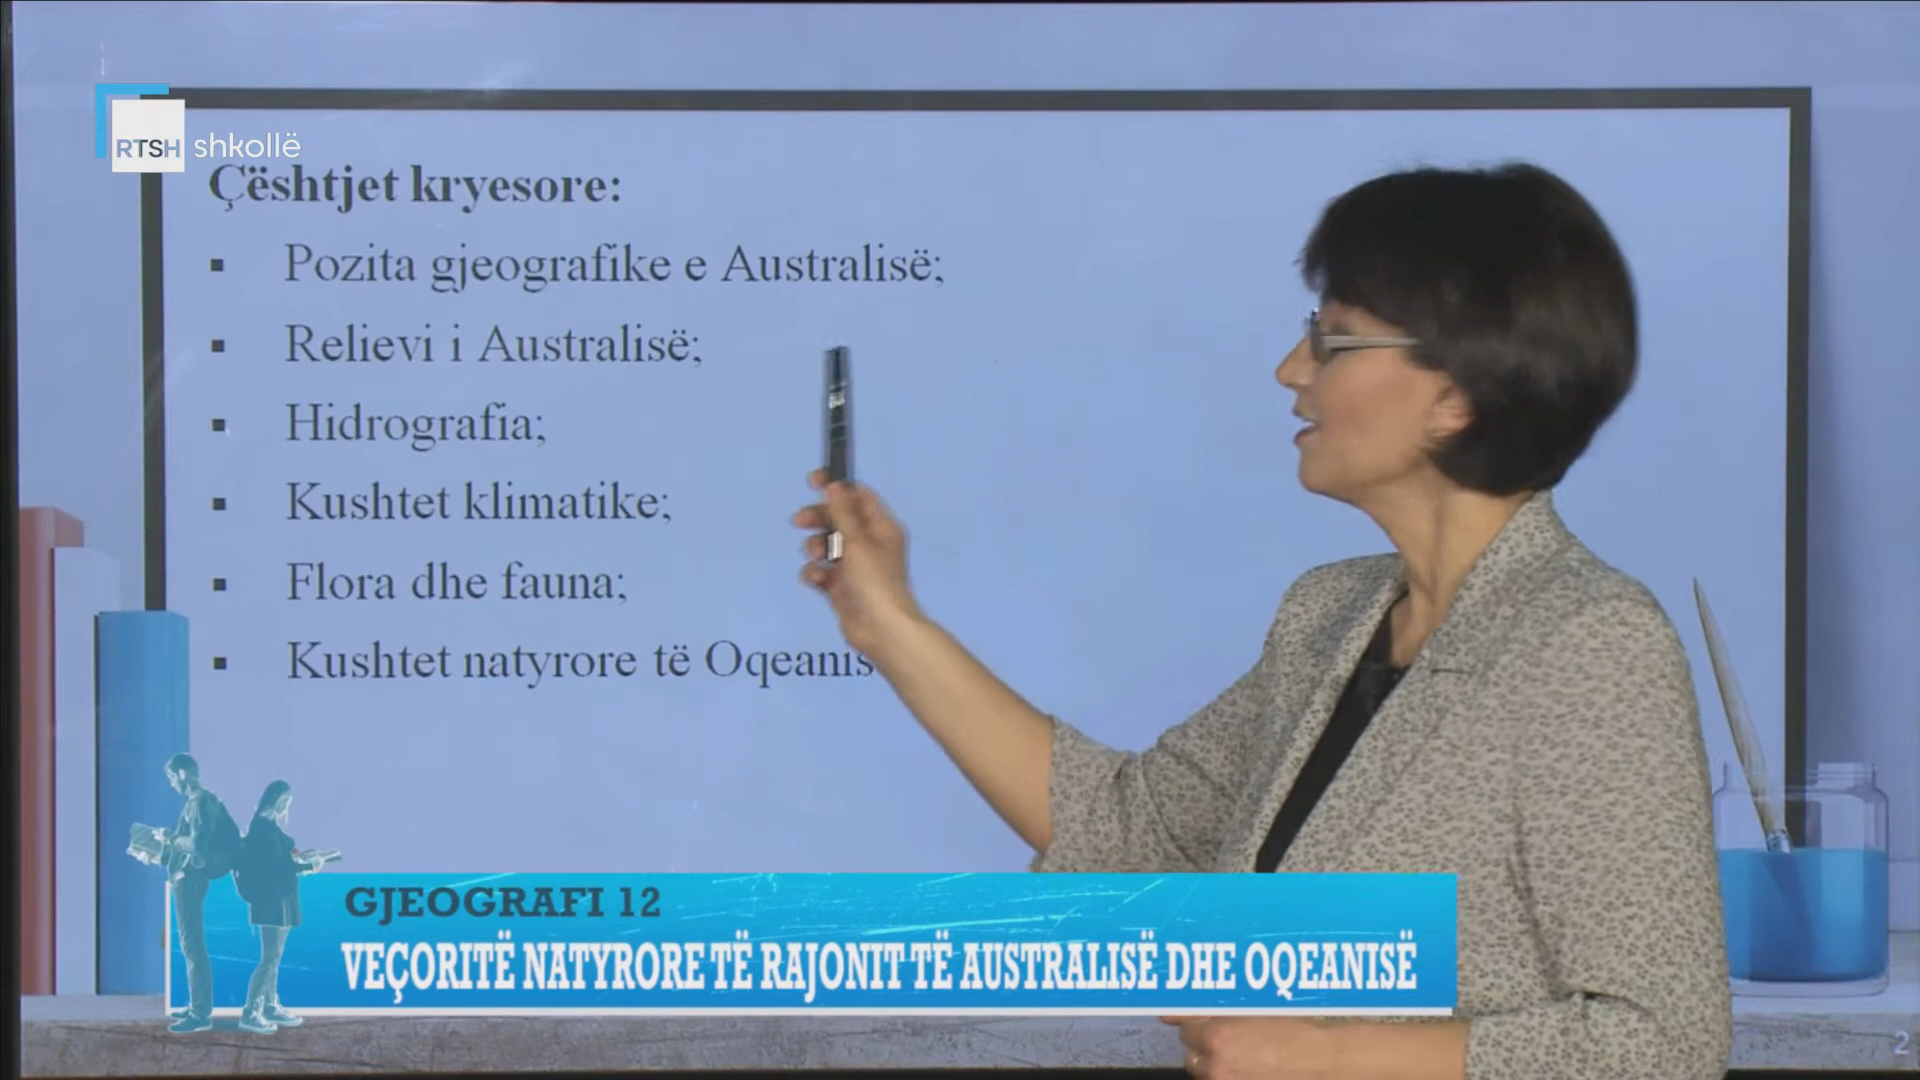 RTSH shkollë
Çështjet kryesore:
▪ Pozita gjeografike e Australisë;
▪ Relievi i Australisë;
▪ Hidrografia;
▪ Kushtet klimatike;
▪ Flora dhe fauna;
▪ Kushtet natyrore të Oqeanis
GJEOGRAFI 12
VEÇORITË NATYRORE TË RAJONIT TË AUSTRALISË DHE OQEANISË
2